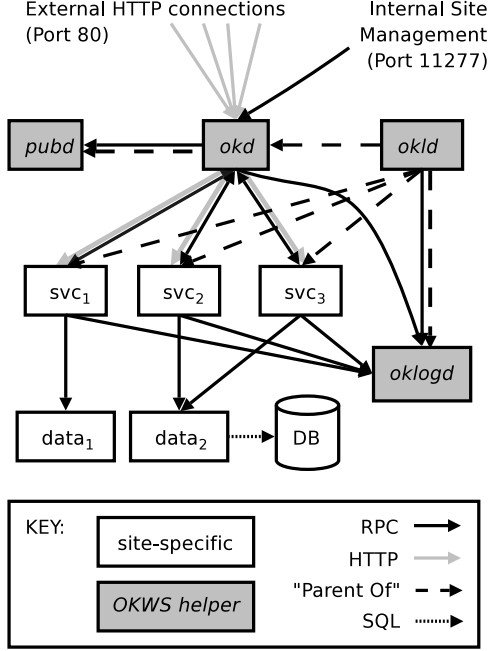 External HTTP connections
(Port 80)
Internal Site
Management
(Port 11277)
pubd
okd
okld
svc₁
svc₂
svc₃
oklogd
data₁
data₂
DB
KEY:
site-specific
OKWS helper
RPC
HTTP
"Parent Of"
SQL